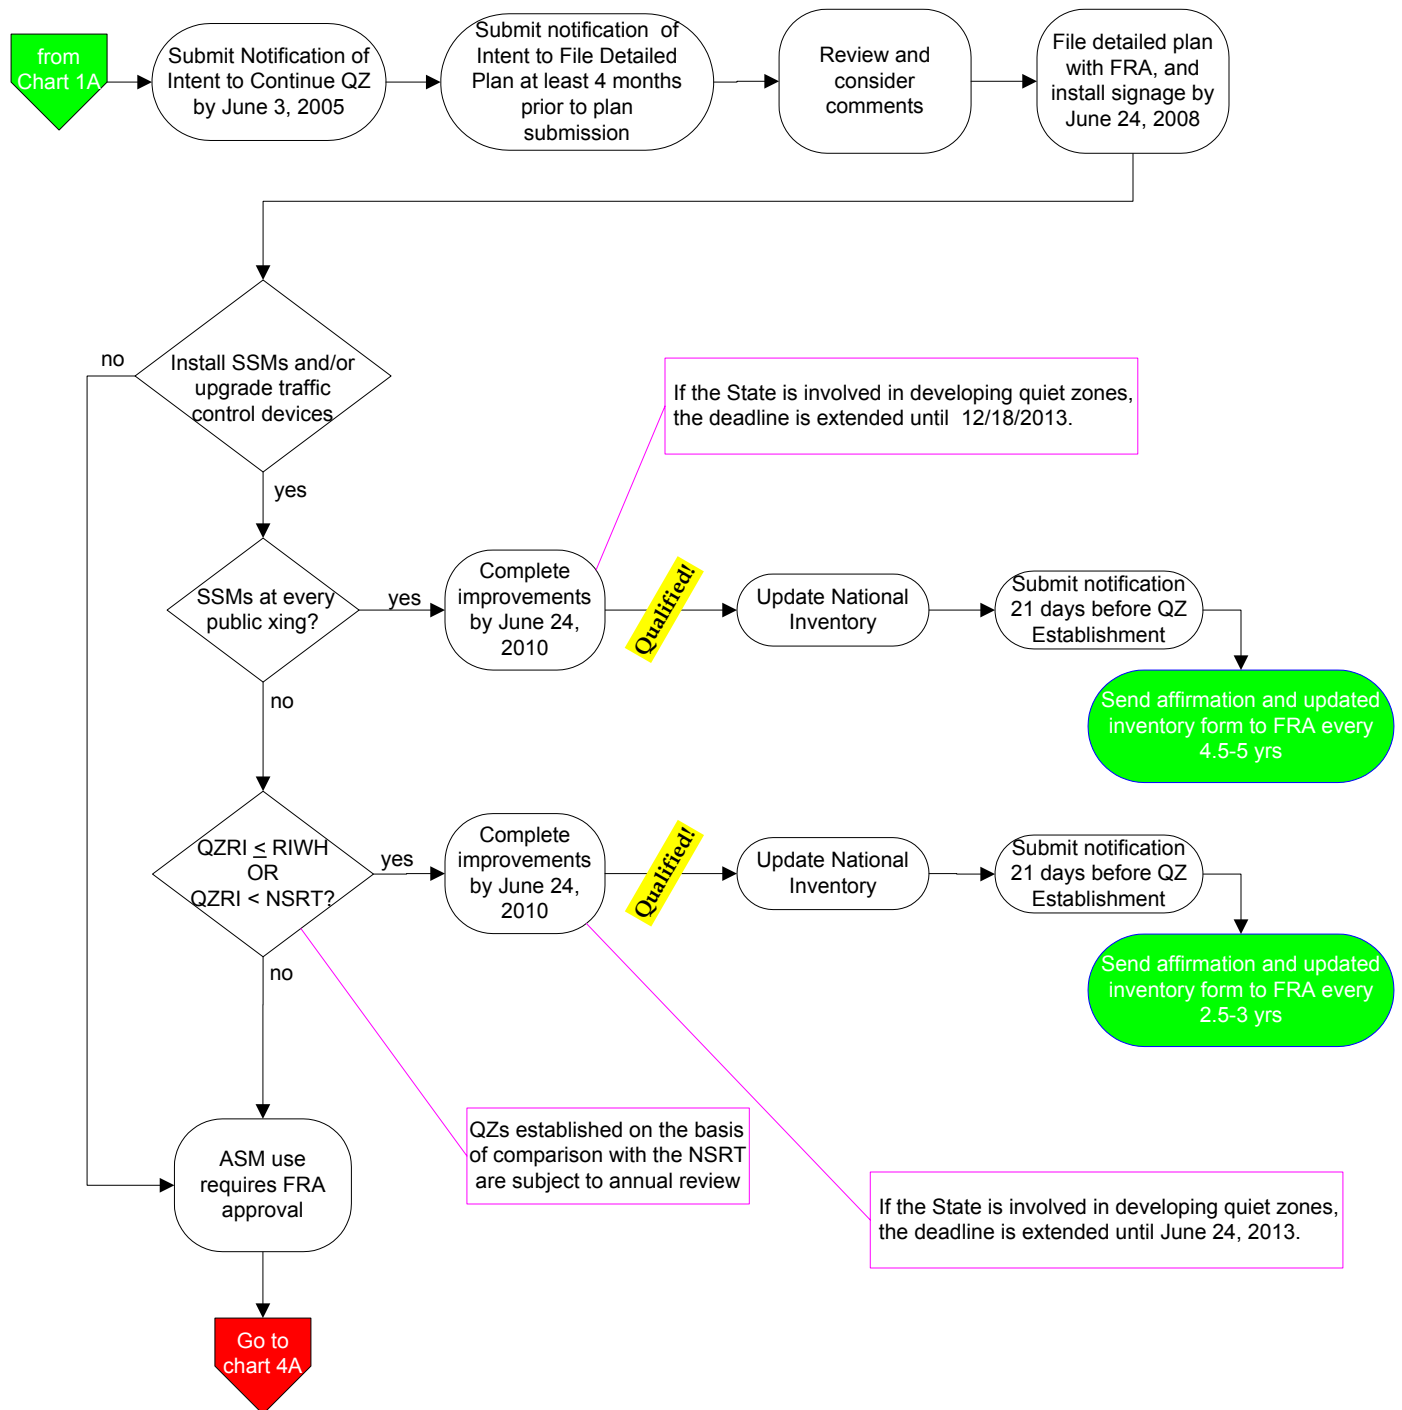 from
Chart 1A
Submit Notification of
Intent to Continue QZ
by June 3, 2005
Submit notification of
Intent to File Detailed
Plan at least 4 months
prior to plan
submission
Review and
consider
comments
File detailed plan
with FRA, and
install signage by
June 24, 2008
no
Install SSMs and/or
upgrade traffic
control devices
yes
If the State is involved in developing quiet zones,
the deadline is extended until 12/18/2013.
SSMs at every
public xing?
yes
no
Complete
improvements
by June 24,
2010
Qualified!
Update National
Inventory
Submit notification
21 days before QZ
Establishment
Send affirmation and updated
inventory form to FRA every
4.5-5 yrs
QZRI ≤ RIWH
OR
QZRI < NSRT?
yes
no
Complete
improvements
by June 24,
2010
Qualified!
Update National
Inventory
Submit notification
21 days before QZ
Establishment
Send affirmation and updated
inventory form to FRA every
2.5-3 yrs
QZs established on the basis
of comparison with the NSRT
are subject to annual review
If the State is involved in developing quiet zones,
the deadline is extended until June 24, 2013.
ASM use
requires FRA
approval
Go to
chart 4A